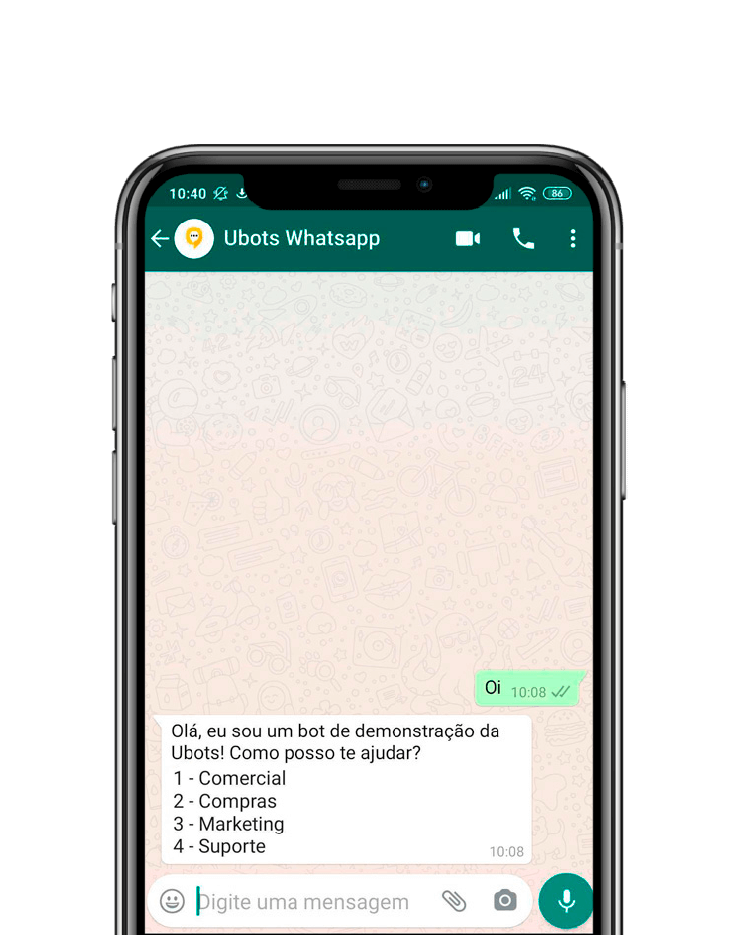 10:40
86
Ubots Whatsapp
Oi 10:08
Olá, eu sou um bot de demonstração da
Ubots! Como posso te ajudar?
1 - Comercial
2 - Compras
3 - Marketing
4 - Suporte
10:08
Digite uma mensagem